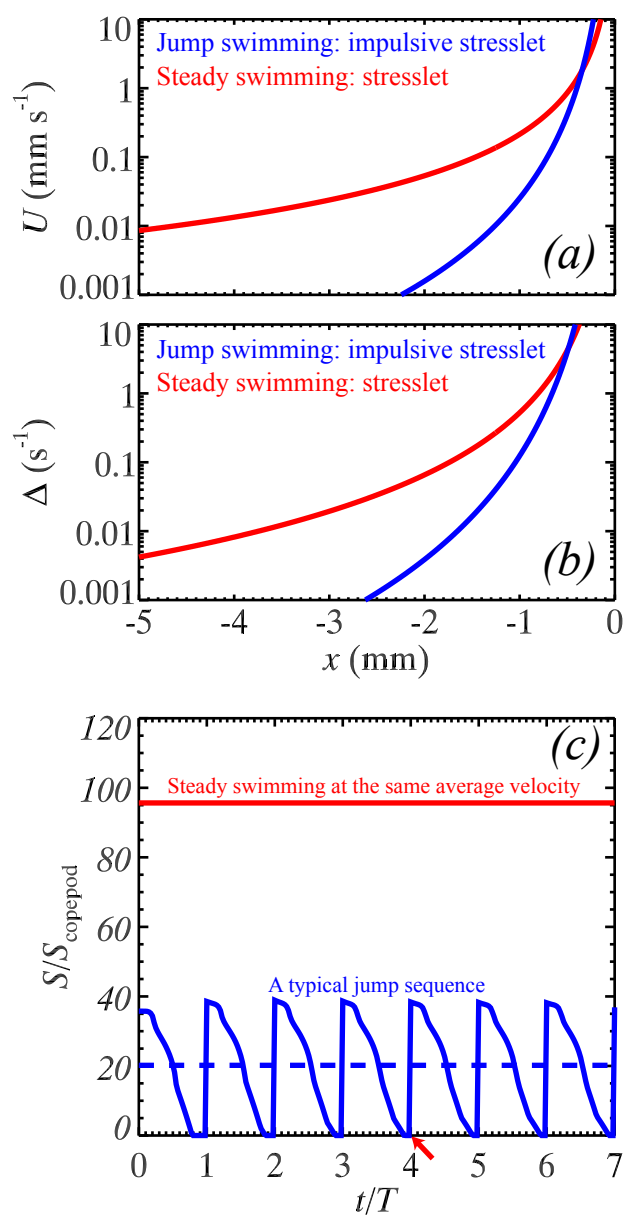 10
Jump swimming: impulsive stresslet
Steady swimming: stresslet
1
0.1
0.01
0.001
U (mm s⁻¹)
(a)
10
Jump swimming: impulsive stresslet
Steady swimming: stresslet
1
0.1
0.01
0.001
Δ (s⁻¹)
(b)
-5 -4 -3 -2 -1 0
x (mm)
120
(c)
Steady swimming at the same average velocity
100
80
60
40
20
0
S/S_copepod
A typical jump sequence
0 1 2 3 4 5 6 7
t/T